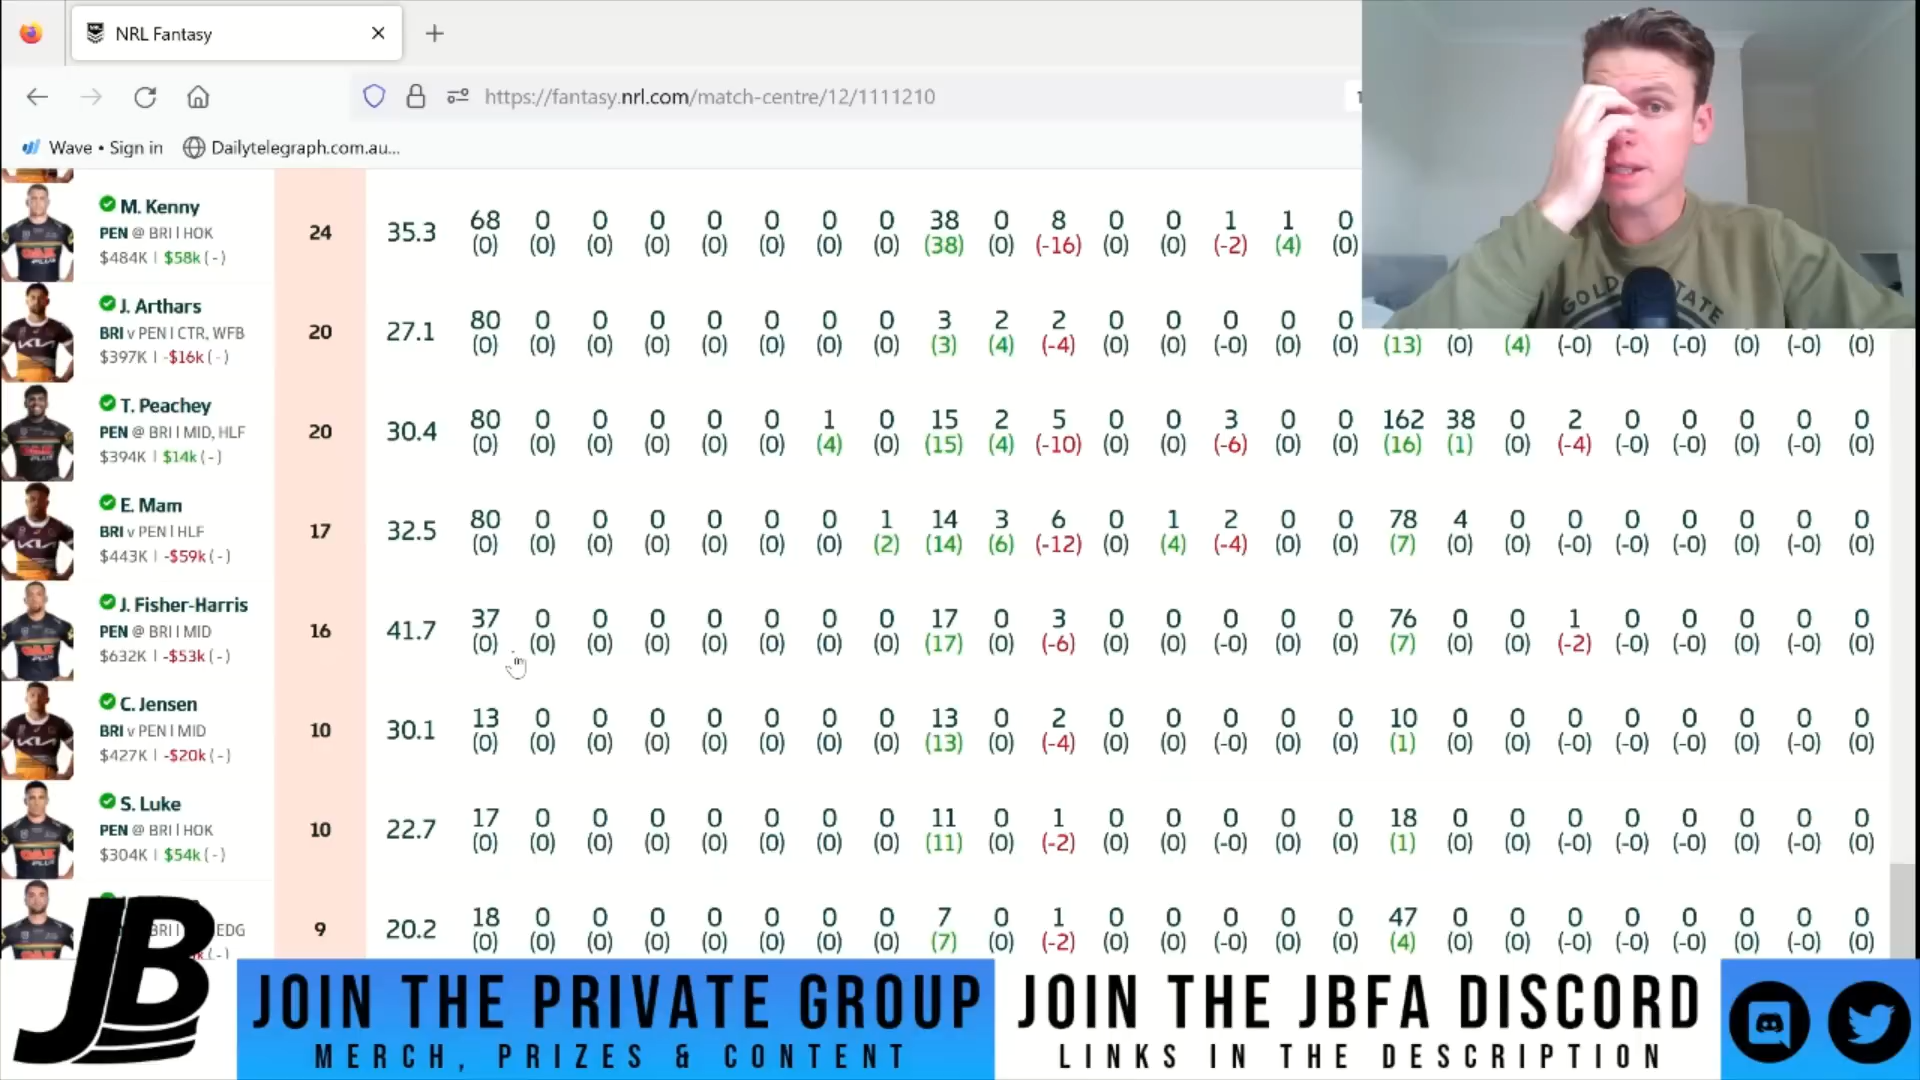 NRL Fantasy
https://fantasy.nrl.com/match-centre/12/1111210
Wave • Sign in
Dailytelegraph.com.au...
M. Kenny
PEN @ BRI | HOK
$484K | $58k ( - )
24 35.3 68 0 0 0 0 0 0 0 38 0 8 0 0 1 1 0
(0) (0) (0) (0) (0) (0) (0) (0) (38) (0) (-16) (0) (0) (-2) (4) (0)
J. Arthars
BRI v PEN | CTR, WFB
$397K | -$16k ( - )
20 27.1 80 0 0 0 0 0 0 0 3 2 2 0 0 0 0 0
(0) (0) (0) (0) (0) (0) (0) (0) (3) (4) (-4) (0) (0) (-0) (0) (0) (13) (0) (4) (-0) (-0) (-0) (0) (-0) (0)
T. Peachey
PEN @ BRI | MID, HLF
$394K | $14k ( - )
20 30.4 80 0 0 0 0 0 1 0 15 2 5 0 0 3 0 0 162 38 0 2 0 0 0 0 0
(0) (0) (0) (0) (0) (0) (4) (0) (15) (4) (-10) (0) (0) (-6) (0) (0) (16) (1) (0) (-4) (-0) (-0) (0) (-0) (0)
E. Mam
BRI v PEN | HLF
$443K | -$59k ( - )
17 32.5 80 0 0 0 0 0 0 1 14 3 6 0 1 2 0 0 78 4 0 0 0 0 0 0 0
(0) (0) (0) (0) (0) (0) (0) (2) (14) (6) (-12) (0) (4) (-4) (0) (0) (7) (0) (0) (-0) (-0) (-0) (0) (-0) (0)
J. Fisher-Harris
PEN @ BRI | MID
$632K | -$53k ( - )
16 41.7 37 0 0 0 0 0 0 0 17 0 3 0 0 0 0 0 76 0 0 1 0 0 0 0 0
(0) (0) (0) (0) (0) (0) (0) (0) (17) (0) (-6) (0) (0) (-0) (0) (0) (7) (0) (0) (-2) (-0) (-0) (0) (-0) (0)
C. Jensen
BRI v PEN | MID
$427K | -$20k ( - )
10 30.1 13 0 0 0 0 0 0 0 13 0 2 0 0 0 0 0 10 0 0 0 0 0 0 0 0
(0) (0) (0) (0) (0) (0) (0) (0) (13) (0) (-4) (0) (0) (-0) (0) (0) (1) (0) (0) (-0) (-0) (-0) (0) (-0) (0)
S. Luke
PEN @ BRI | HOK
$304K | $54k ( - )
10 22.7 17 0 0 0 0 0 0 0 11 0 1 0 0 0 0 0 18 0 0 0 0 0 0 0 0
(0) (0) (0) (0) (0) (0) (0) (0) (11) (0) (-2) (0) (0) (-0) (0) (0) (1) (0) (0) (-0) (-0) (-0) (0) (-0) (0)
BRI | EDG
9 20.2 18 0 0 0 0 0 0 0 7 0 1 0 0 0 0 0 47 0 0 0 0 0 0 0 0
(0) (0) (0) (0) (0) (0) (0) (0) (7) (0) (-2) (0) (0) (-0) (0) (0) (4) (0) (0) (-0) (-0) (-0) (0) (-0) (0)
GOLD STATE
JB
JOIN THE PRIVATE GROUP
MERCH, PRIZES & CONTENT
JOIN THE JBFA DISCORD
LINKS IN THE DESCRIPTION